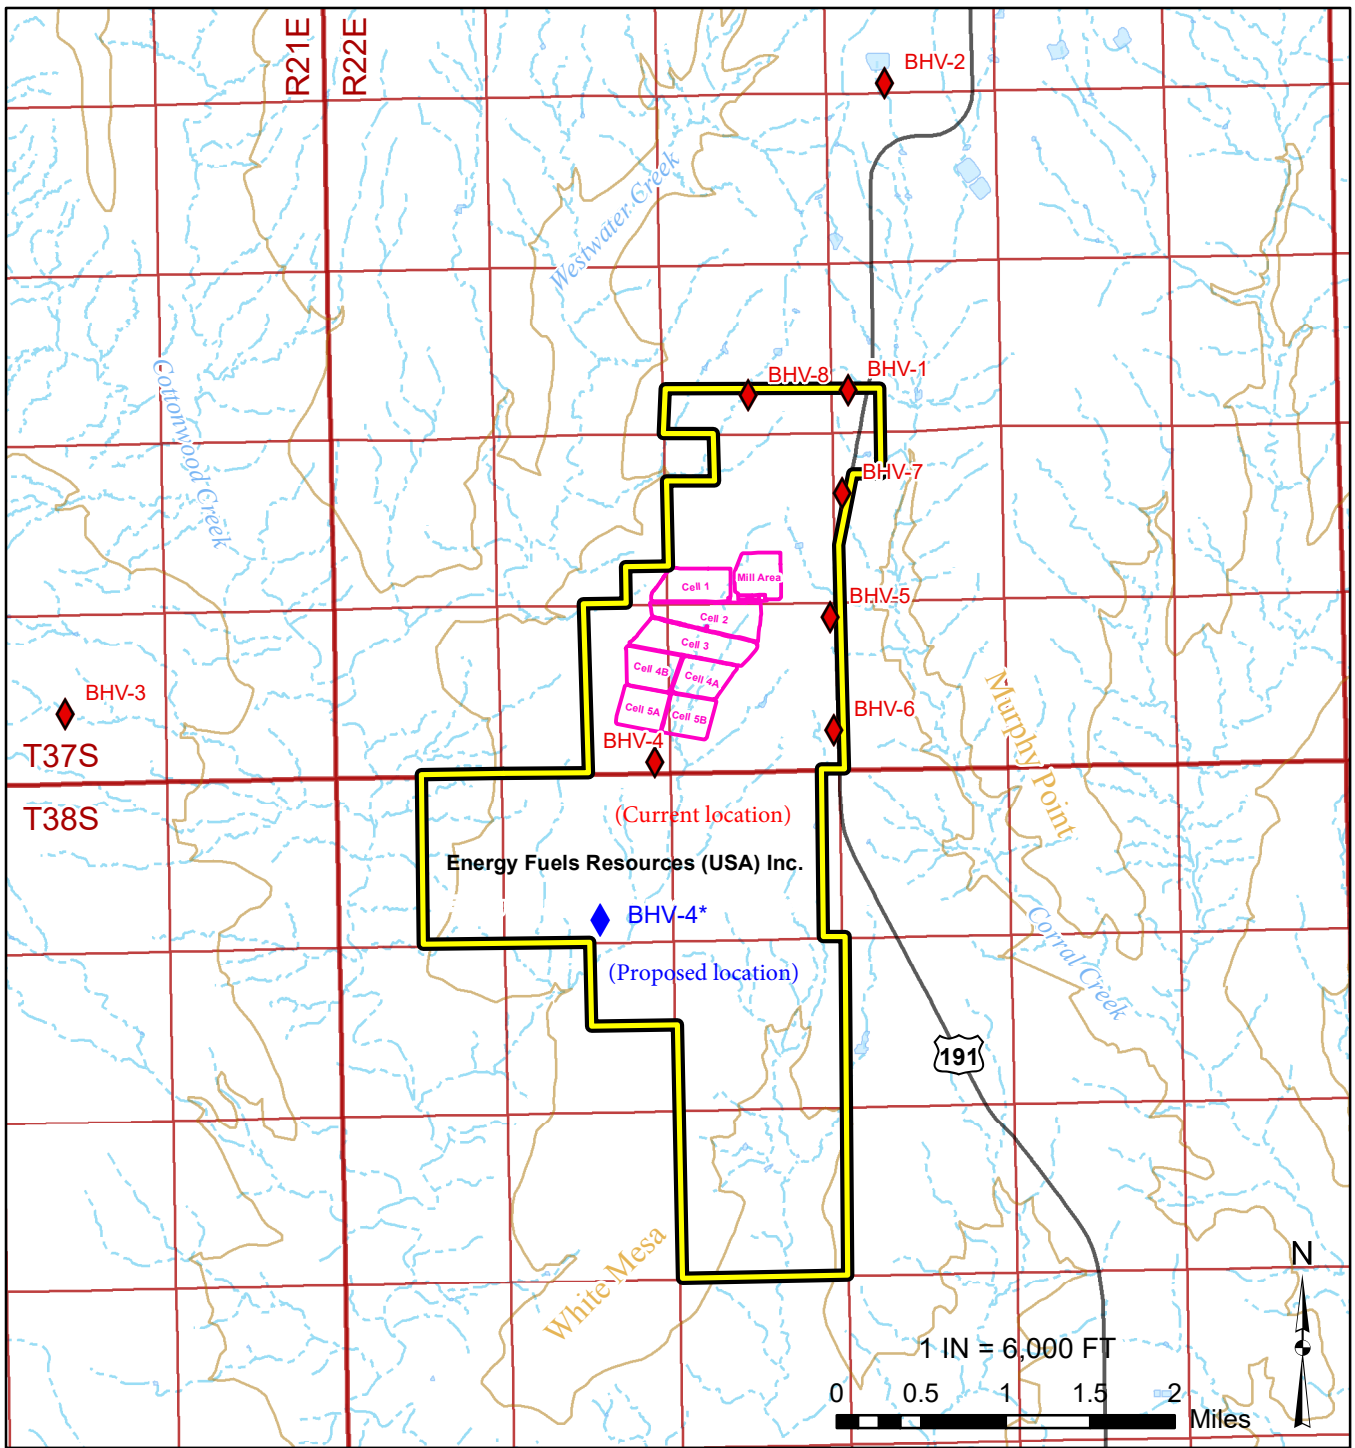 R21E
R22E
BHV-2
Westwater Creek
Cottonwood Creek
BHV-8
BHV-1
BHV-7
Cell 1
Mill Area
BHV-5
Cell 2
Cell 3
Cell 4B
Cell 4A
BHV-3
Cell 5A
Cell 5B
BHV-6
Murphy Point
BHV-4
T37S
T38S
(Current location)
Energy Fuels Resources (USA) Inc.
BHV-4*
(Proposed location)
Corral Creek
191
White Mesa
N
1 IN = 6,000 FT
0 0.5 1 1.5 2
Miles